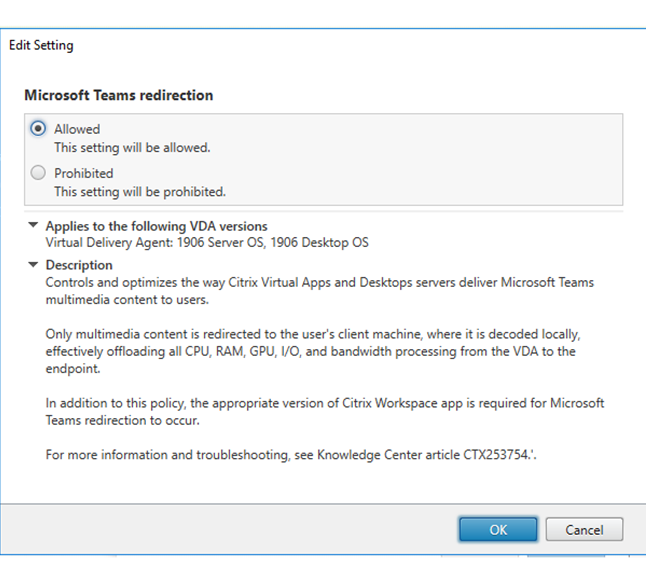 Edit Setting
Microsoft Teams redirection
Allowed
This setting will be allowed.
Prohibited
This setting will be prohibited.
Applies to the following VDA versions
Virtual Delivery Agent: 1906 Server OS, 1906 Desktop OS
Description
Controls and optimizes the way Citrix Virtual Apps and Desktops servers deliver Microsoft Teams
multimedia content to users.
Only multimedia content is redirected to the user's client machine, where it is decoded locally,
effectively offloading all CPU, RAM, GPU, I/O, and bandwidth processing from the VDA to the
endpoint.
In addition to this policy, the appropriate version of Citrix Workspace app is required for Microsoft
Teams redirection to occur.
For more information and troubleshooting, see Knowledge Center article CTX253754.'.
OK Cancel